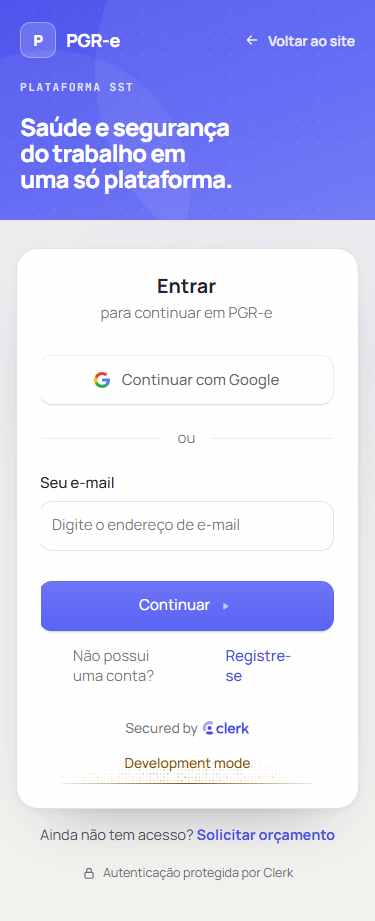 P PGR-e
← Voltar ao site
PLATAFORMA SST
Saúde e segurança
do trabalho em
uma só plataforma.
Entrar
para continuar em PGR-e
Continuar com Google
ou
Seu e-mail
Digite o endereço de e-mail
Continuar
Não possui
uma conta?
Registre-
se
Secured by clerk
Development mode
Ainda não tem acesso? Solicitar orçamento
Autenticação protegida por Clerk